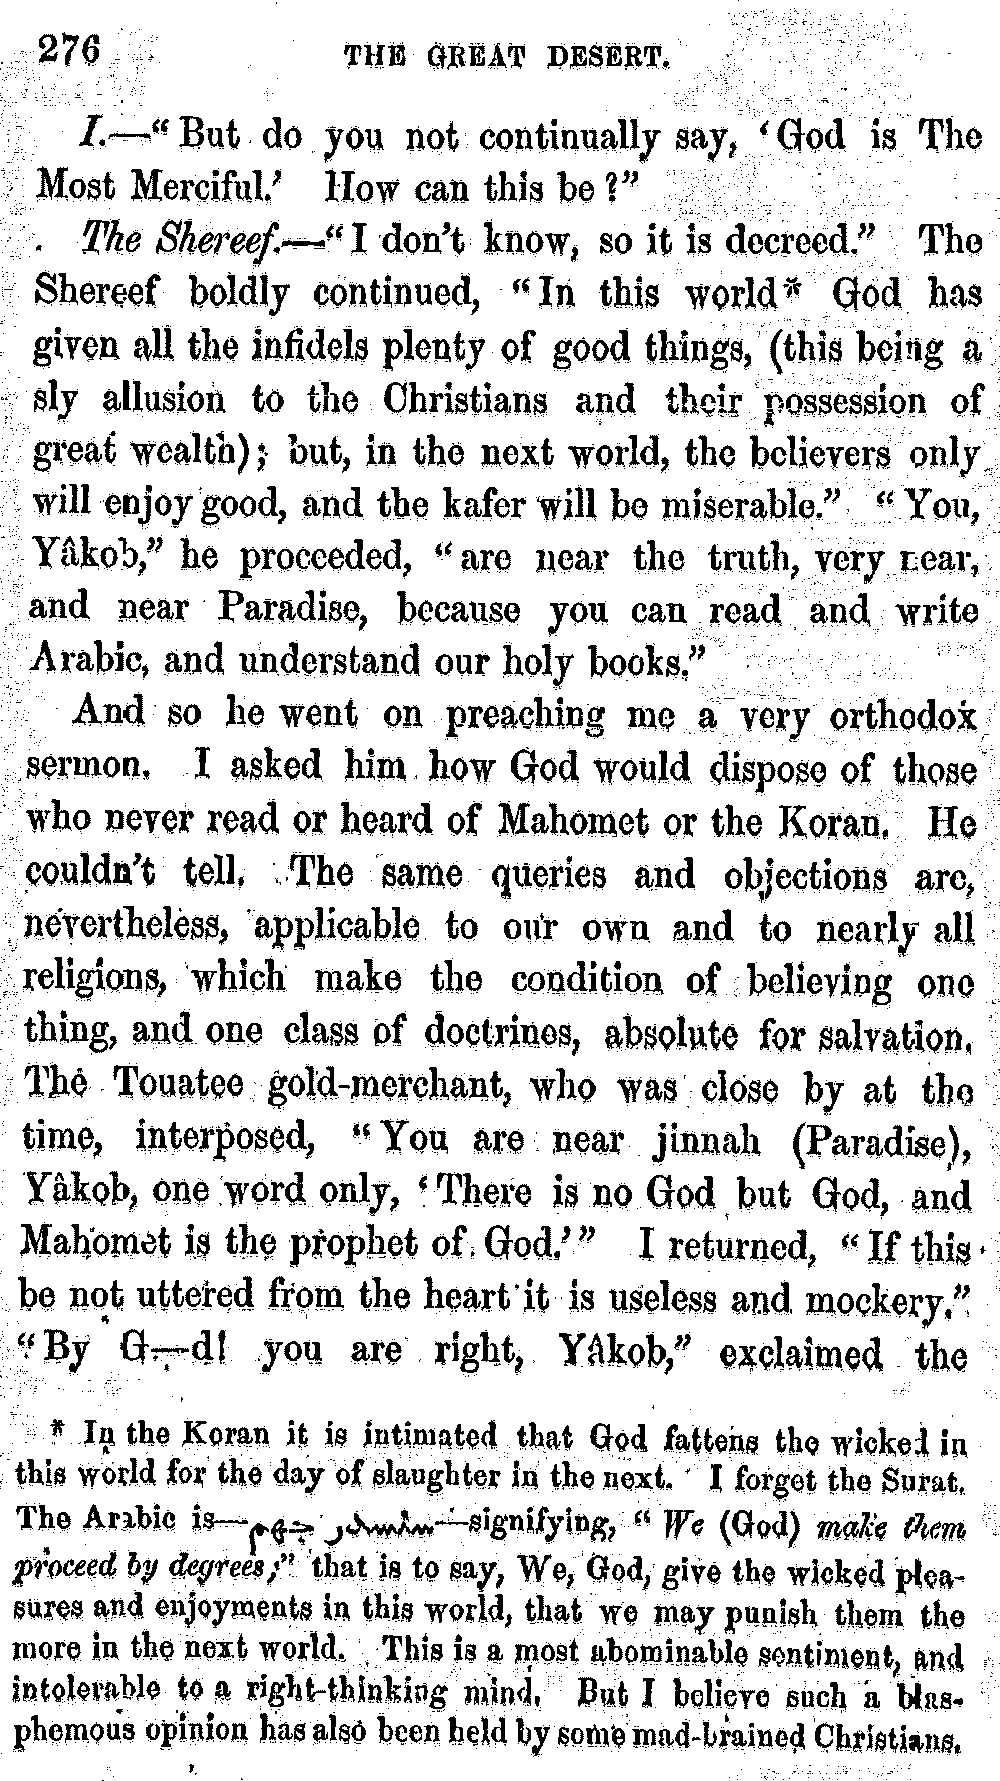 276 THE GREAT DESERT.
I.—“But do you not continually say, ‘God is The
Most Merciful.’ How can this be?”
The Shereef.—“I don’t know, so it is decreed.” The
Shereef boldly continued, “In this world* God has
given all the infidels plenty of good things, (this being a
sly allusion to the Christians and their possession of
great wealth); but, in the next world, the believers only
will enjoy good, and the kafer will be miserable.” “You,
Yâkob,” he proceeded, “are near the truth, very near,
and near Paradise, because you can read and write
Arabic, and understand our holy books.”
And so he went on preaching me a very orthodox
sermon. I asked him how God would dispose of those
who never read or heard of Mahomet or the Koran. He
couldn’t tell. The same queries and objections are,
nevertheless, applicable to our own and to nearly all
religions, which make the condition of believing one
thing, and one class of doctrines, absolute for salvation.
The Touatee gold-merchant, who was close by at the
time, interposed, “You are near jinnah (Paradise),
Yâkob, one word only, ‘There is no God but God, and
Mahomet is the prophet of God.’” I returned, “If this
be not uttered from the heart it is useless and mockery.”
“By G—d! you are right, Yâkob,” exclaimed the
* In the Koran it is intimated that God fattens the wicked in
this world for the day of slaughter in the next. I forget the Surat.
The Arabic is—signifying, “We (God) make them
proceed by degrees;” that is to say, We, God, give the wicked plea-
sures and enjoyments in this world, that we may punish them the
more in the next world. This is a most abominable sentiment, and
intolerable to a right-thinking mind. But I believe such a blas-
phemous opinion has also been held by some mad-brained Christians.